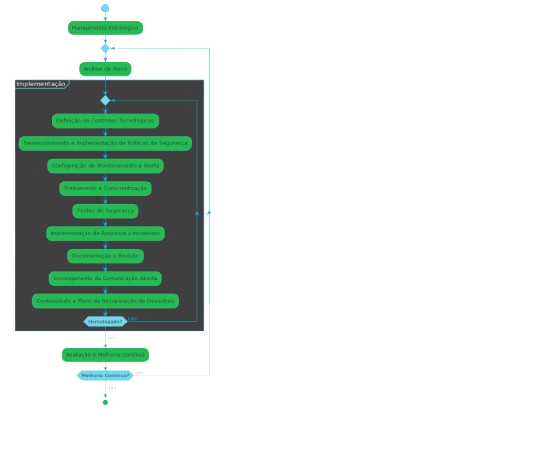 Planejamento Estratégico
Análise de Risco
Implementação
Definição de Controles Tecnológicos
Desenvolvimento e Implementação de Políticas de Segurança
Configuração de Monitoramento e Alerta
Treinamento e Conscientização
Testes de Segurança
Implementação de Resposta a Incidentes
Documentação e Revisão
Encorajamento da Comunicação Aberta
Continuidade e Plano de Recuperação de Desastres
Homologado?
não
sim
Avaliação e Melhoria Contínua
Melhoria Contínua?
sim
não